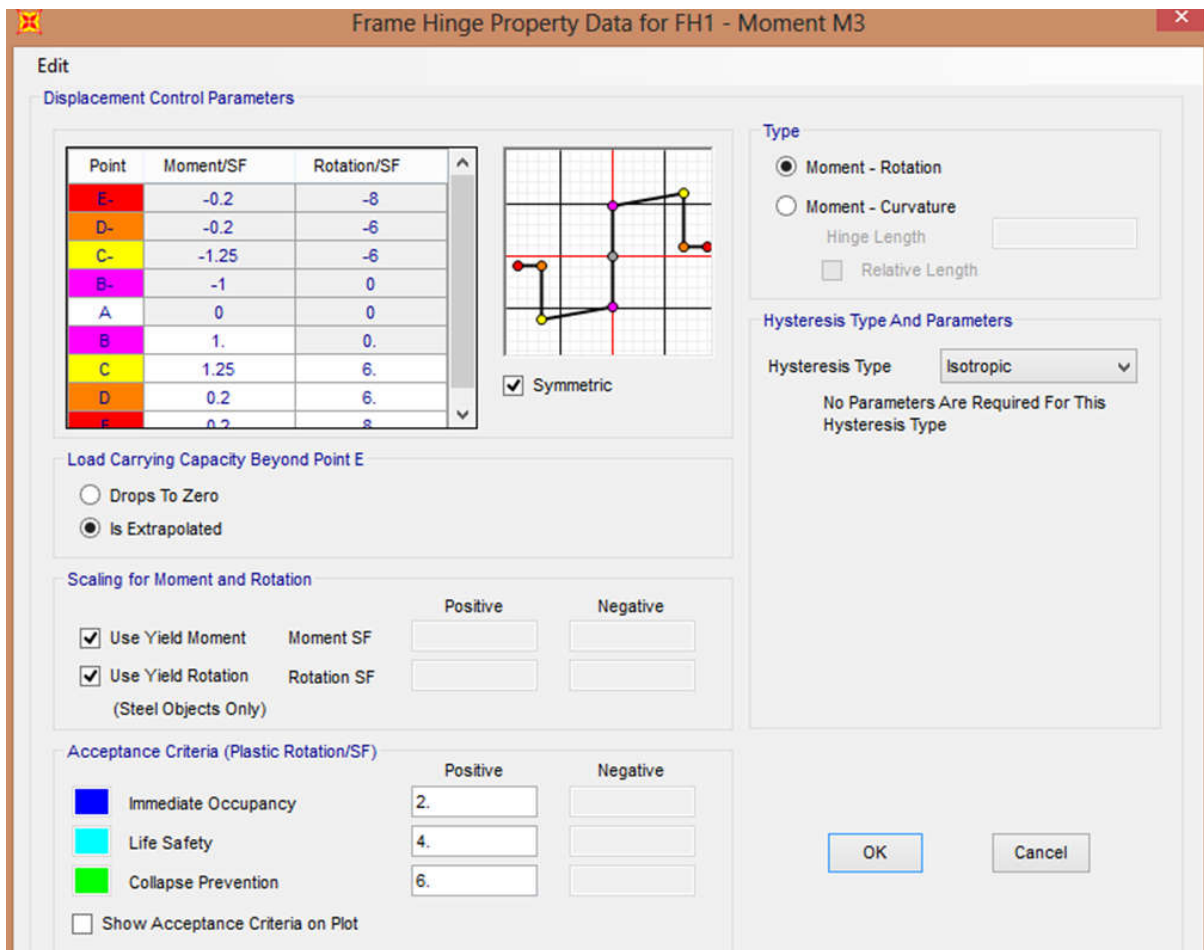 Frame Hinge Property Data for FH1 - Moment M3
Edit
Displacement Control Parameters
Point Moment/SF Rotation/SF
E- -0.2 -8
D- -0.2 -6
C- -1.25 -6
B- -1 0
A 0 0
B 1. 0.
C 1.25 6.
D 0.2 6.
E 0.2 8
Symmetric
Type
Moment - Rotation
Moment - Curvature
Hinge Length
Relative Length
Hysteresis Type And Parameters
Hysteresis Type Isotropic
No Parameters Are Required For This
Hysteresis Type
Load Carrying Capacity Beyond Point E
Drops To Zero
Is Extrapolated
Scaling for Moment and Rotation
Positive Negative
Use Yield Moment Moment SF
Use Yield Rotation Rotation SF
(Steel Objects Only)
Acceptance Criteria (Plastic Rotation/SF)
Positive Negative
Immediate Occupancy 2.
Life Safety 4.
Collapse Prevention 6.
Show Acceptance Criteria on Plot
OK Cancel